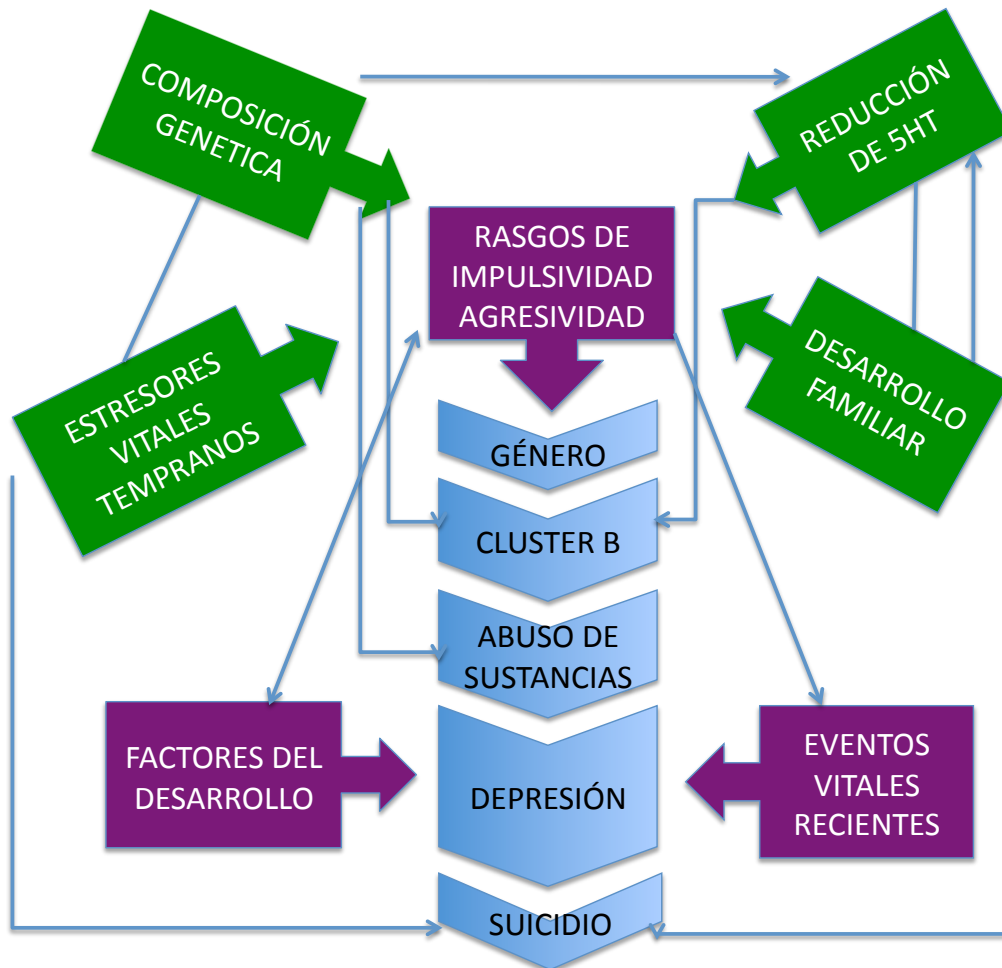 COMPOSICIÓN
GENETICA
REDUCCIÓN
DE 5HT
RASGOS DE
IMPULSIVIDAD
AGRESIVIDAD
ESTRESORES
VITALES
TEMPRANOS
DESARROLLO
FAMILIAR
GÉNERO
CLUSTER B
ABUSO DE
SUSTANCIAS
FACTORES DEL
DESARROLLO
DEPRESIÓN
EVENTOS
VITALES
RECIENTES
SUICIDIO